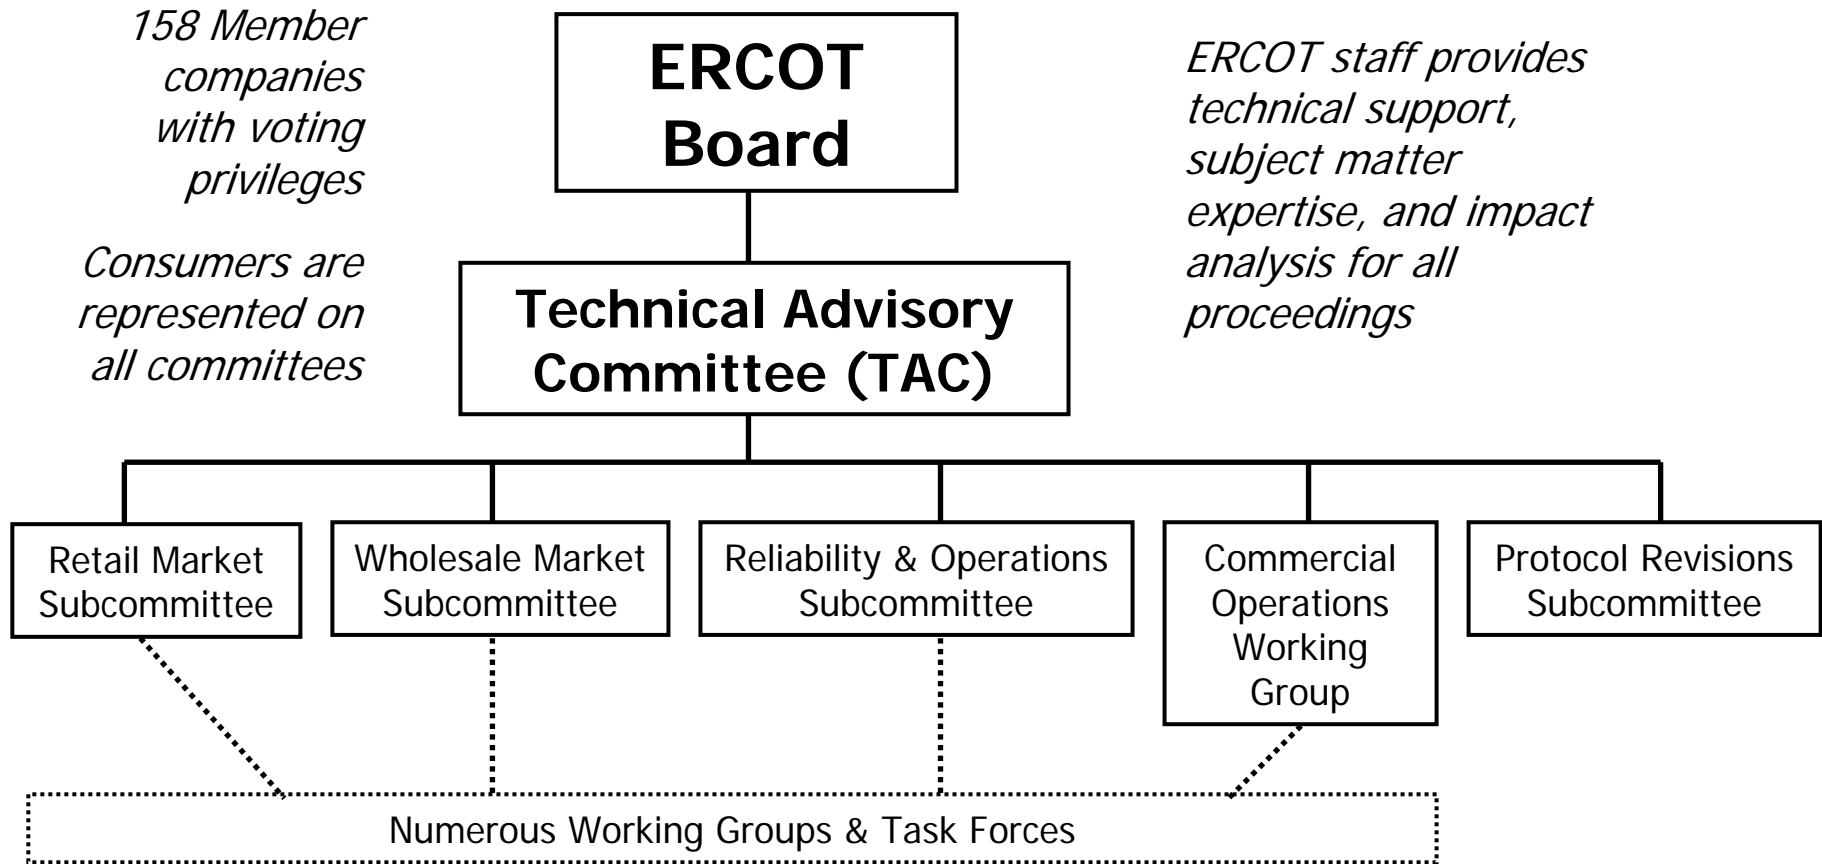 158 Member
companies
with voting
privileges
Consumers are
represented on
all committees
ERCOT
Board
ERCOT staff provides
technical support,
subject matter
expertise, and impact
analysis for all
proceedings
Technical Advisory
Committee (TAC)
Retail Market
Subcommittee
Wholesale Market
Subcommittee
Reliability & Operations
Subcommittee
Commercial
Operations
Working
Group
Protocol Revisions
Subcommittee
Numerous Working Groups & Task Forces